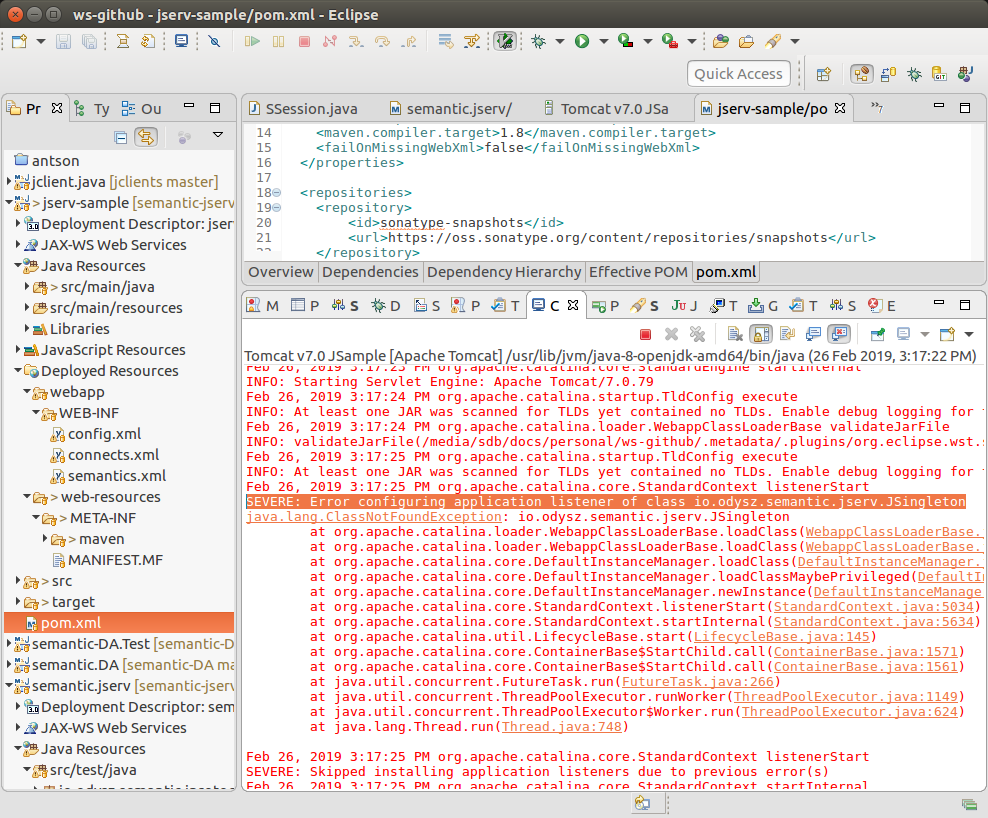 ws-github - jserv-sample/pom.xml - Eclipse
Quick Access
Pr
Ty
Ou
antson
jclient.java [jclients master]
> jserv-sample [semantic-jserv
Deployment Descriptor: jser
JAX-WS Web Services
Java Resources
> src/main/java
src/main/resources
Libraries
JavaScript Resources
Deployed Resources
webapp
WEB-INF
config.xml
connects.xml
semantics.xml
> web-resources
> META-INF
> maven
MANIFEST.MF
> src
> target
pom.xml
semantic-DA.Test [semantic-D
semantic.DA [semantic-DA ma
semantic.jserv [semantic-jserv
Deployment Descriptor: sem
JAX-WS Web Services
Java Resources
src/test/java
SSession.java
semantic.jserv/
Tomcat v7.0 JSa
jserv-sample/po
»7
14 <maven.compiler.target>1.8</maven.compiler.target>
15 <failOnMissingWebXml>false</failOnMissingWebXml>
16 </properties>
17
18 <repositories>
19 <repository>
20 <id>sonatype-snapshots</id>
21 <url>https://oss.sonatype.org/content/repositories/snapshots</url>
22 </repository>
Overview Dependencies Dependency Hierarchy Effective POM pom.xml
M P S D S P T C P S J T G T S E
Tomcat v7.0 JSample [Apache Tomcat] /usr/lib/jvm/java-8-openjdk-amd64/bin/java (26 Feb 2019, 3:17:22 PM)
Feb 26, 2019 3:17:23 PM org.apache.catalina.core.StandardEngine startInternal
INFO: Starting Servlet Engine: Apache Tomcat/7.0.79
Feb 26, 2019 3:17:24 PM org.apache.catalina.startup.TldConfig execute
INFO: At least one JAR was scanned for TLDs yet contained no TLDs. Enable debug logging for
Feb 26, 2019 3:17:24 PM org.apache.catalina.loader.WebappClassLoaderBase validateJarFile
INFO: validateJarFile(/media/sdb/docs/personal/ws-github/.metadata/.plugins/org.eclipse.wst.
Feb 26, 2019 3:17:25 PM org.apache.catalina.startup.TldConfig execute
INFO: At least one JAR was scanned for TLDs yet contained no TLDs. Enable debug logging for
Feb 26, 2019 3:17:25 PM org.apache.catalina.core.StandardContext listenerStart
SEVERE: Error configuring application listener of class io.odysz.semantic.jserv.JSingleton
java.lang.ClassNotFoundException: io.odysz.semantic.jserv.JSingleton
at org.apache.catalina.loader.WebappClassLoaderBase.loadClass(WebappClassLoaderBase.
at org.apache.catalina.loader.WebappClassLoaderBase.loadClass(WebappClassLoaderBase.
at org.apache.catalina.core.DefaultInstanceManager.loadClass(DefaultInstanceManager.
at org.apache.catalina.core.DefaultInstanceManager.loadClassMaybePrivileged(DefaultIn
at org.apache.catalina.core.DefaultInstanceManager.newInstance(DefaultInstanceManage
at org.apache.catalina.core.StandardContext.listenerStart(StandardContext.java:5034)
at org.apache.catalina.core.StandardContext.startInternal(StandardContext.java:5634)
at org.apache.catalina.util.LifecycleBase.start(LifecycleBase.java:145)
at org.apache.catalina.core.ContainerBase$StartChild.call(ContainerBase.java:1571)
at org.apache.catalina.core.ContainerBase$StartChild.call(ContainerBase.java:1561)
at java.util.concurrent.FutureTask.run(FutureTask.java:266)
at java.util.concurrent.ThreadPoolExecutor.runWorker(ThreadPoolExecutor.java:1149)
at java.util.concurrent.ThreadPoolExecutor$Worker.run(ThreadPoolExecutor.java:624)
at java.lang.Thread.run(Thread.java:748)
Feb 26, 2019 3:17:25 PM org.apache.catalina.core.StandardContext listenerStart
SEVERE: Skipped installing application listeners due to previous error(s)
Feb 26, 2019 3:17:25 PM org.apache.catalina.core.StandardContext startInternal